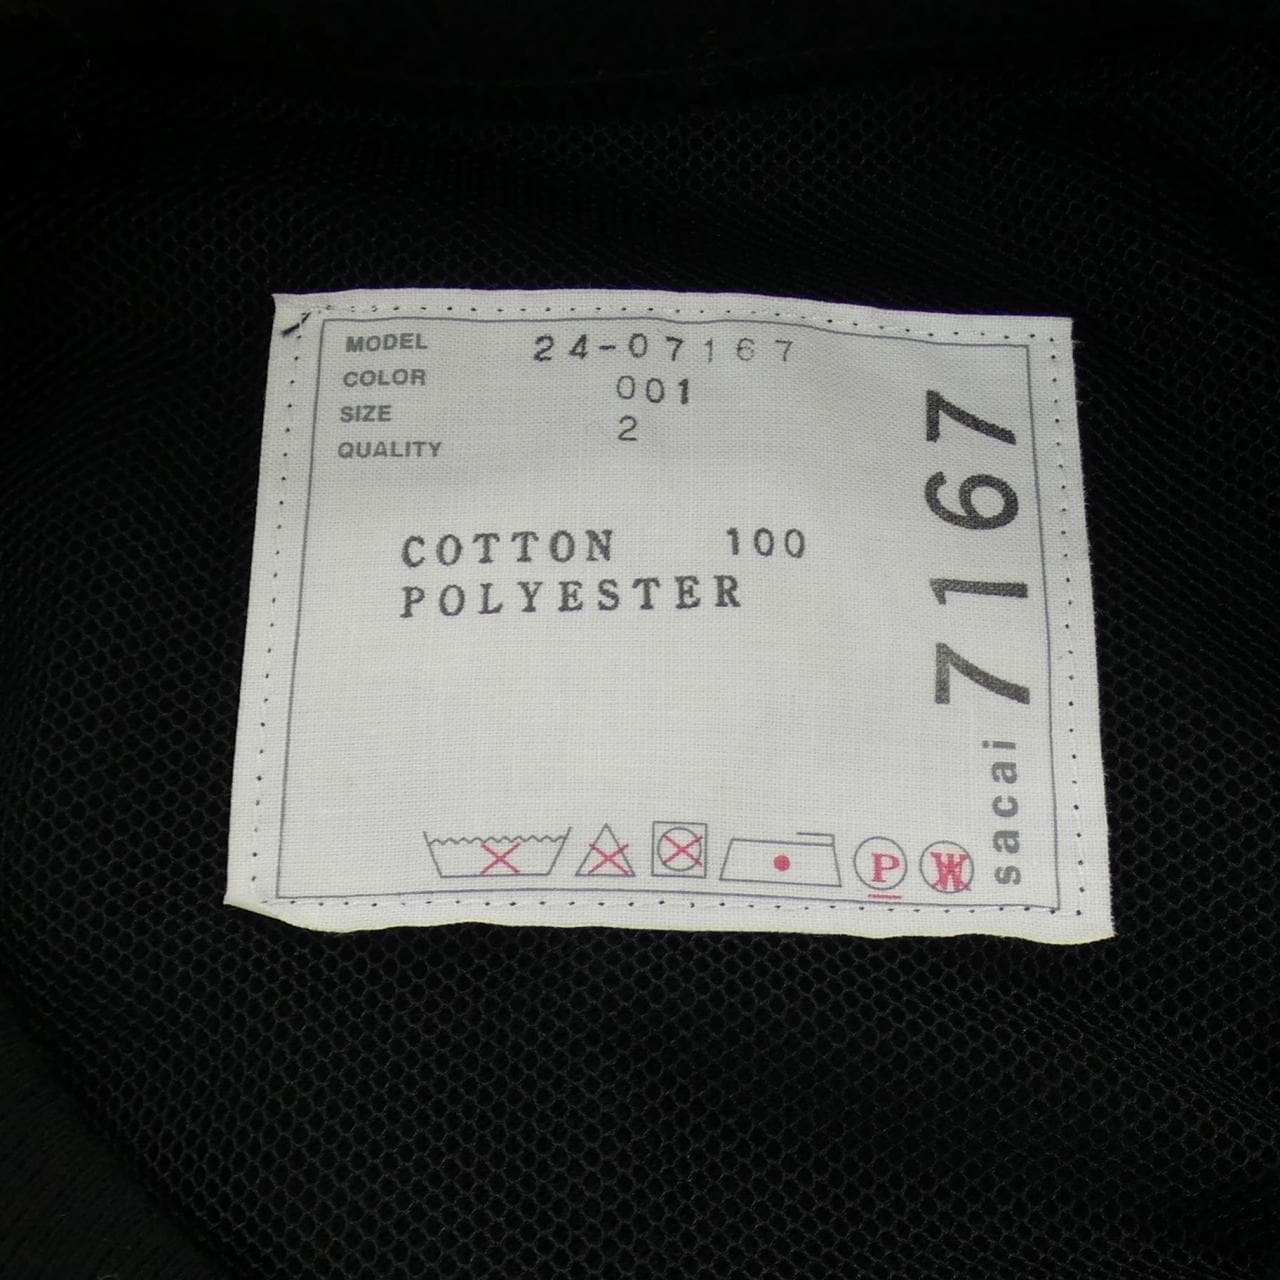 MODEL 24-07167
COLOR 001
SIZE 2
QUALITY
COTTON 100
POLYESTER
sacai 7167
P
W